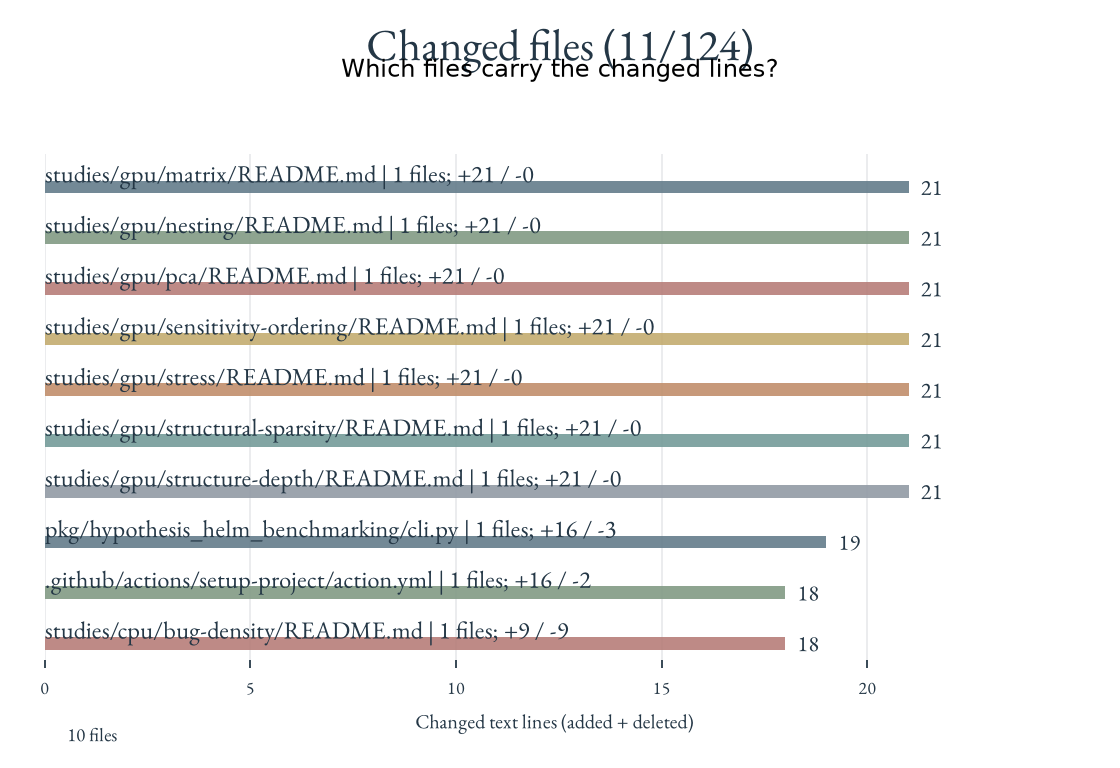 Changed files (11/124)
Which files carry the changed lines?
studies/gpu/matrix/README.md | 1 files; +21 / -0
21
studies/gpu/nesting/README.md | 1 files; +21 / -0
21
studies/gpu/pca/README.md | 1 files; +21 / -0
21
studies/gpu/sensitivity-ordering/README.md | 1 files; +21 / -0
21
studies/gpu/stress/README.md | 1 files; +21 / -0
21
studies/gpu/structural-sparsity/README.md | 1 files; +21 / -0
21
studies/gpu/structure-depth/README.md | 1 files; +21 / -0
21
pkg/hypothesis_helm_benchmarking/cli.py | 1 files; +16 / -3
19
.github/actions/setup-project/action.yml | 1 files; +16 / -2
18
studies/cpu/bug-density/README.md | 1 files; +9 / -9
18
0 5 10 15 20
Changed text lines (added + deleted)
10 files